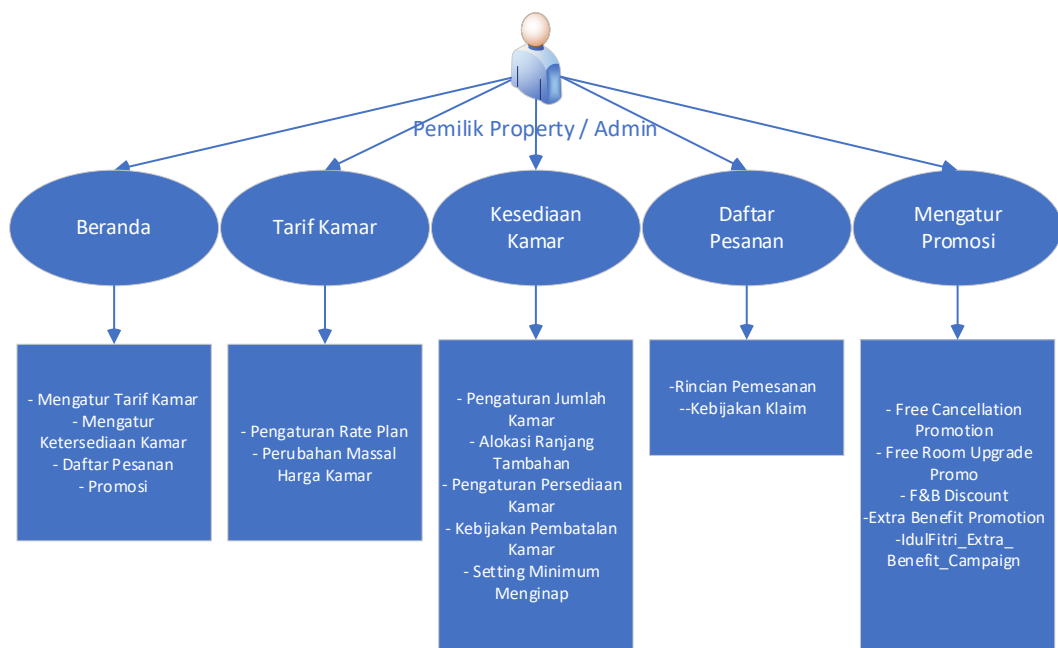 Pemilik Property / Admin
Beranda
Tarif Kamar
Kesediaan
Kamar
Daftar
Pesanan
Mengatur
Promosi
- Mengatur Tarif Kamar
- Mengatur
Ketersediaan Kamar
- Daftar Pesanan
- Promosi
- Pengaturan Rate Plan
- Perubahan Massal
Harga Kamar
- Pengaturan Jumlah
Kamar
- Alokasi Ranjang
Tambahan
- Pengaturan Persediaan
Kamar
- Kebijakan Pembatalan
Kamar
- Setting Minimum
Menginap
-Rincian Pemesanan
--Kebijakan Klaim
- Free Cancellation
Promotion
- Free Room Upgrade
Promo
- F&B Discount
-Extra Benefit Promotion
-IdulFitri_Extra_
Benefit_Campaign